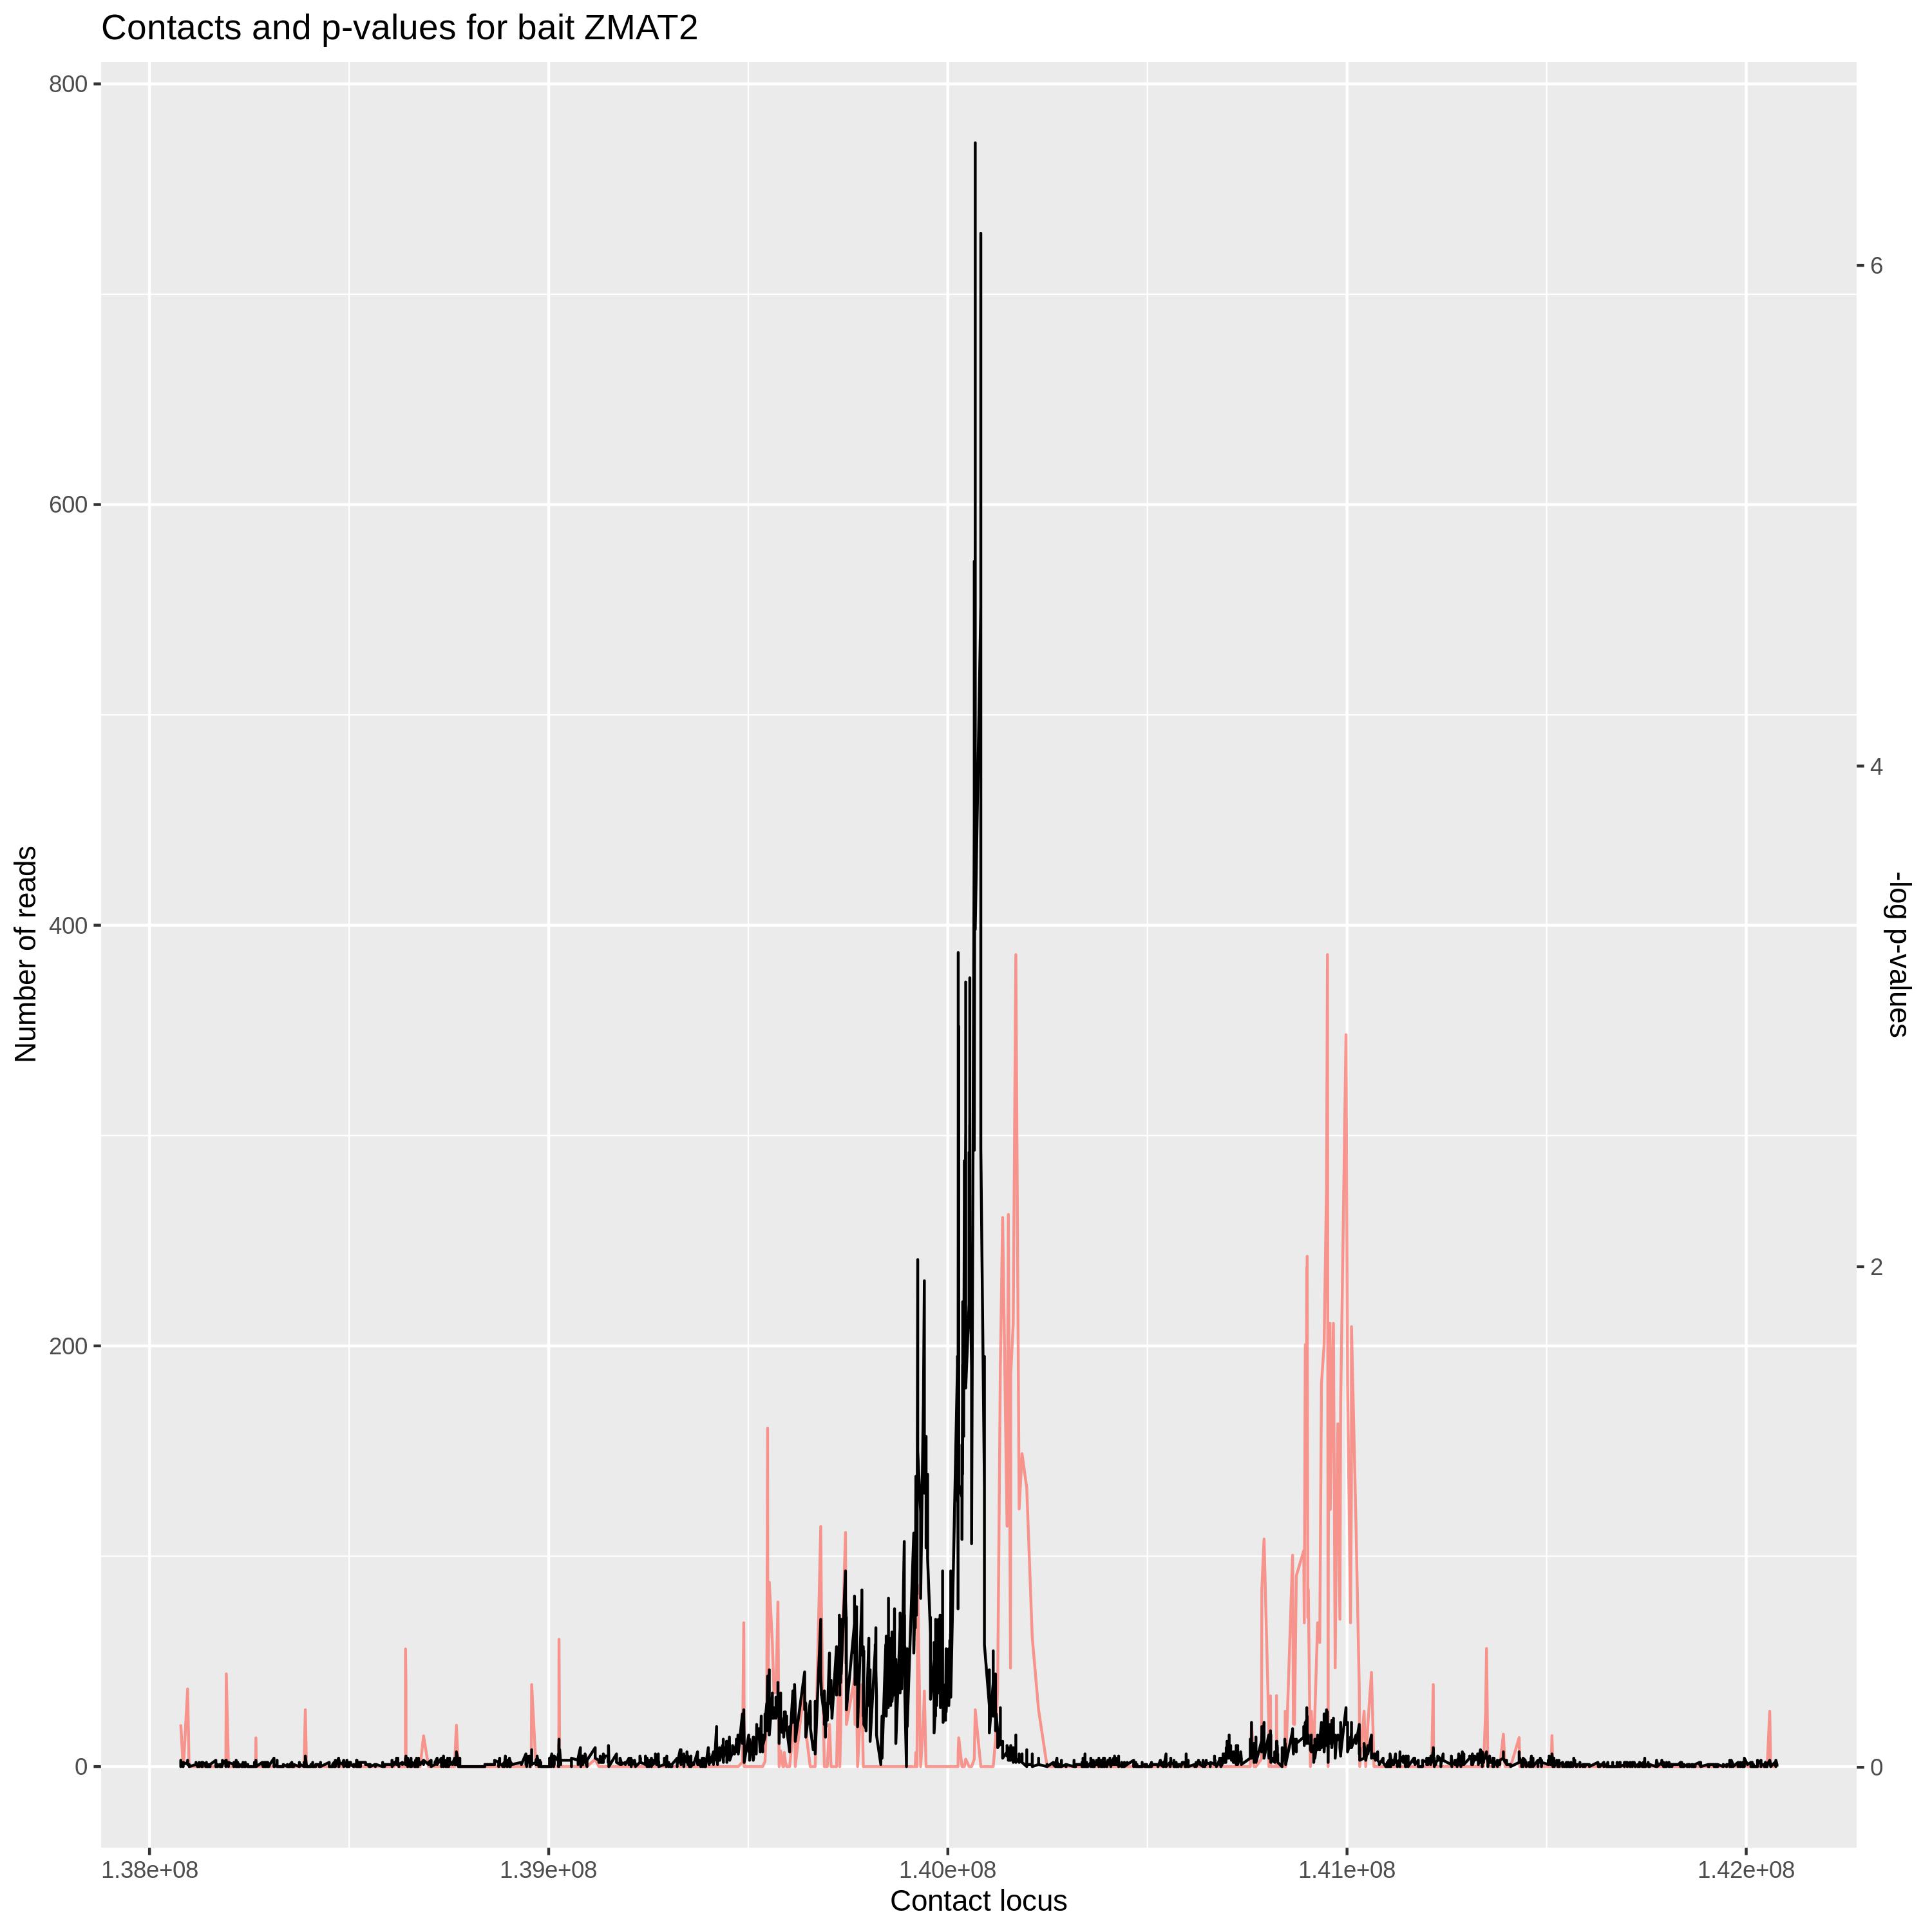 Contacts and p-values for bait ZMAT2
800
600
400
200
0
Number of reads
6
4
2
0
-log p-values
1.38e+08
1.39e+08
1.40e+08
1.41e+08
1.42e+08
Contact locus